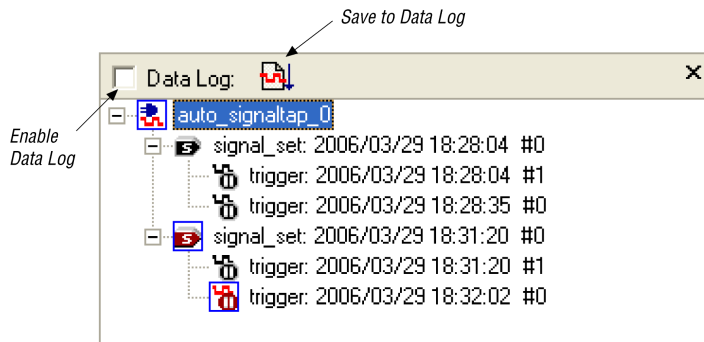 Save to Data Log
Data Log:
Enable
Data Log
auto_signaltap_0
signal_set: 2006/03/29 18:28:04 #0
trigger: 2006/03/29 18:28:04 #1
trigger: 2006/03/29 18:28:35 #0
signal_set: 2006/03/29 18:31:20 #0
trigger: 2006/03/29 18:31:20 #1
trigger: 2006/03/29 18:32:02 #0